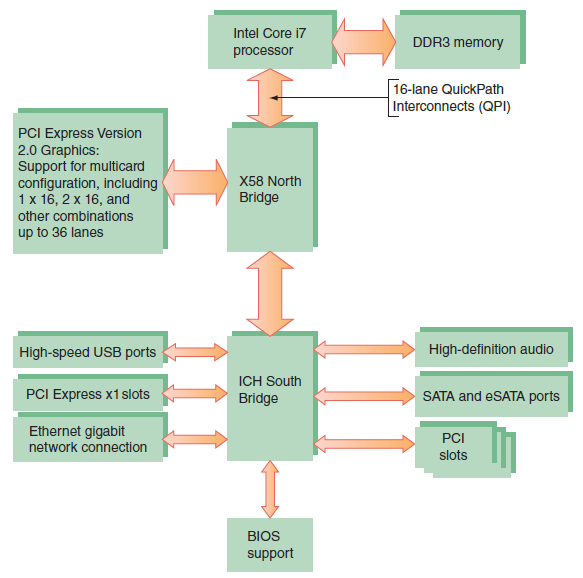 Intel Core i7
processor
DDR3 memory
16-lane QuickPath
Interconnects (QPI)
PCI Express Version
2.0 Graphics:
Support for multicard
configuration, including
1 x 16, 2 x 16, and
other combinations
up to 36 lanes
X58 North
Bridge
High-speed USB ports
PCI Express x1 slots
Ethernet gigabit
network connection
ICH South
Bridge
High-definition audio
SATA and eSATA ports
PCI
slots
BIOS
support